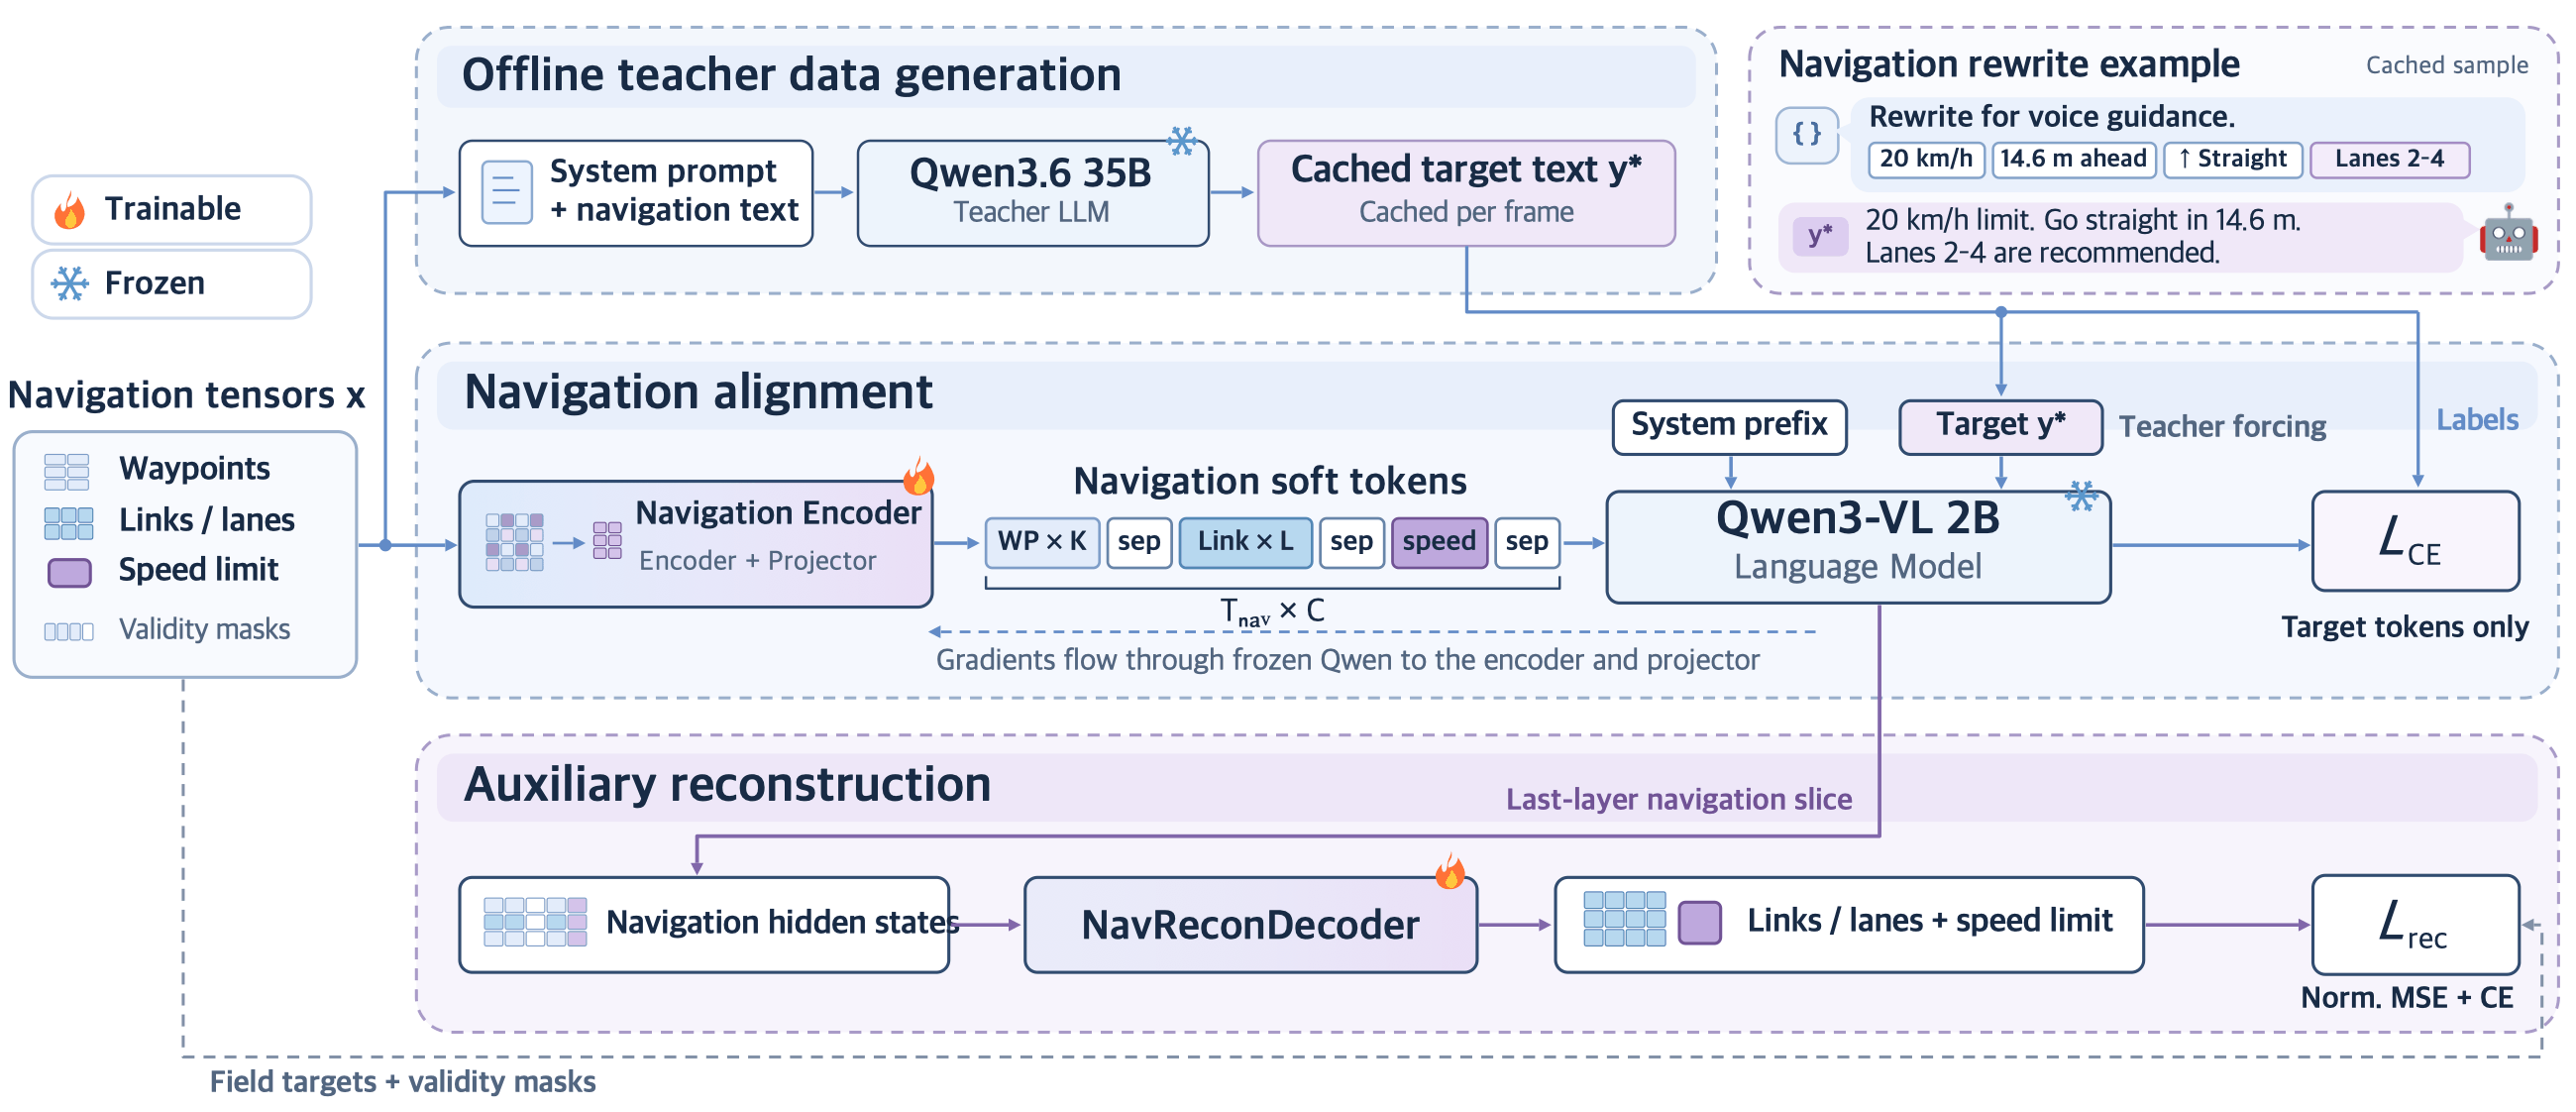 Offline teacher data generation
System prompt
+ navigation text
Qwen3.6 35B
Teacher LLM
Cached target text y*
Cached per frame
Navigation rewrite example
Cached sample
{ }
Rewrite for voice guidance.
20 km/h
14.6 m ahead
↑ Straight
Lanes 2-4
y*
20 km/h limit. Go straight in 14.6 m.
Lanes 2-4 are recommended.
Trainable
Frozen
Navigation tensors x
Waypoints
Links / lanes
Speed limit
Validity masks
Navigation alignment
System prefix
Target y*
Teacher forcing
Labels
Navigation Encoder
Encoder + Projector
Navigation soft tokens
WP × K
sep
Link × L
sep
speed
sep
T_nav × C
Qwen3-VL 2B
Language Model
L_CE
Target tokens only
Gradients flow through frozen Qwen to the encoder and projector
Auxiliary reconstruction
Last-layer navigation slice
Navigation hidden states
NavReconDecoder
Links / lanes + speed limit
L_rec
Norm. MSE + CE
Field targets + validity masks